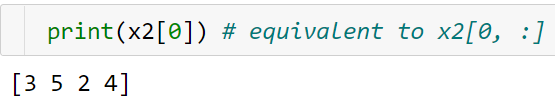 print(x2[0]) # equivalent to x2[0, :]
[3 5 2 4]